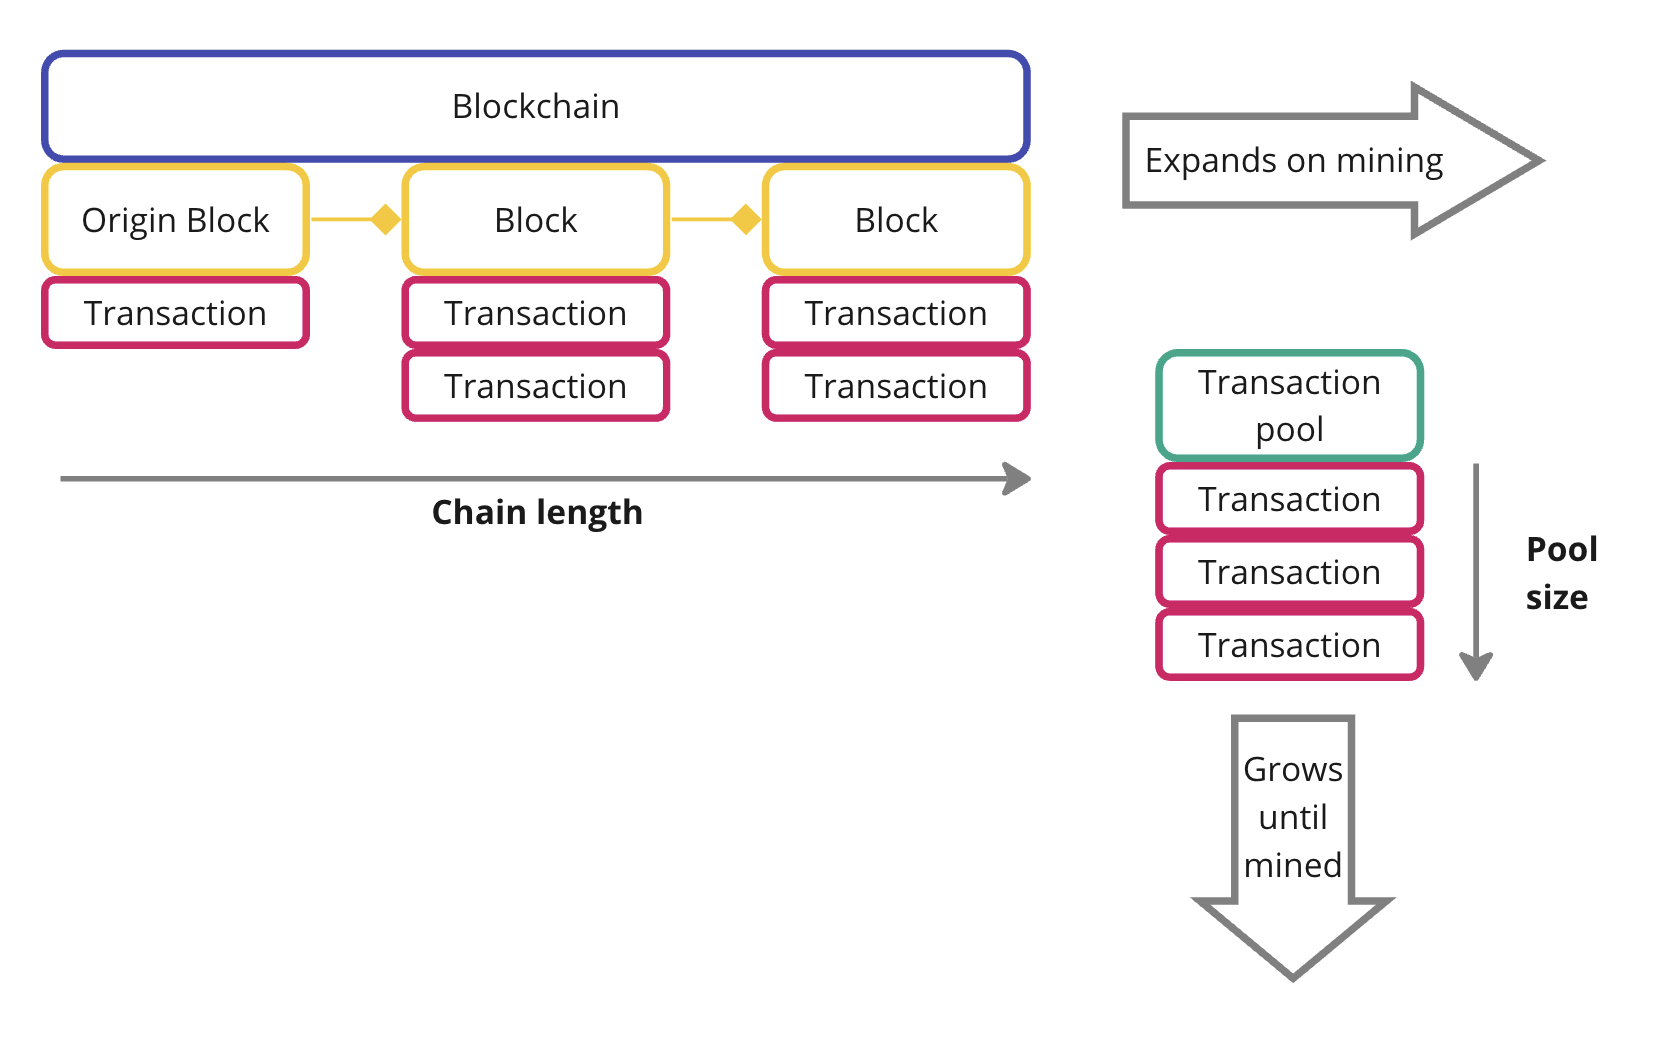 Blockchain
Expands on mining
Origin Block
Block
Block
Transaction
Transaction
Transaction
Transaction
Transaction
Chain length
Transaction
pool
Transaction
Transaction
Transaction
Pool
size
Grows
until
mined